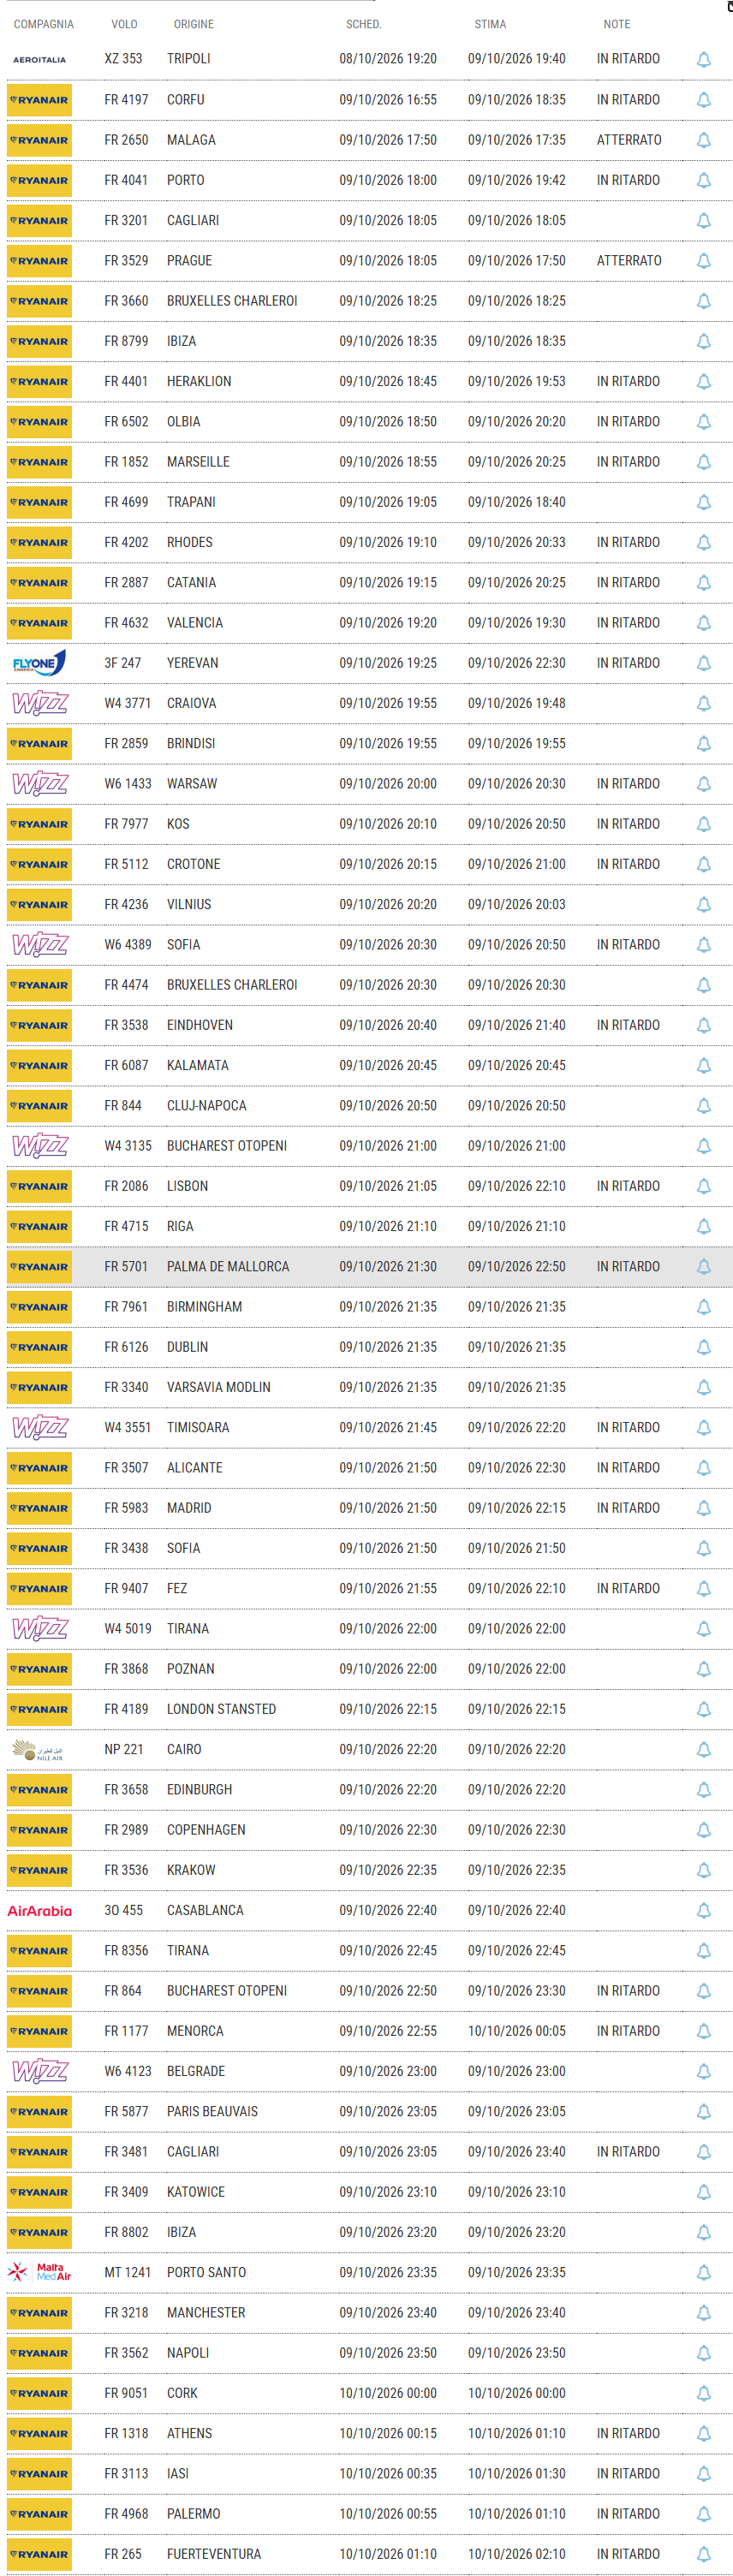 COMPAGNIA VOLO ORIGINE SCHED. STIMA NOTE
AEROITALIA XZ 353 TRIPOLI 08/10/2026 19:20 09/10/2026 19:40 IN RITARDO
RYANAIR FR 4197 CORFU 09/10/2026 16:55 09/10/2026 18:35 IN RITARDO
RYANAIR FR 2650 MALAGA 09/10/2026 17:50 09/10/2026 17:35 ATTERRATO
RYANAIR FR 4041 PORTO 09/10/2026 18:00 09/10/2026 19:42 IN RITARDO
RYANAIR FR 3201 CAGLIARI 09/10/2026 18:05 09/10/2026 18:05
RYANAIR FR 3529 PRAGUE 09/10/2026 18:05 09/10/2026 17:50 ATTERRATO
RYANAIR FR 3660 BRUXELLES CHARLEROI 09/10/2026 18:25 09/10/2026 18:25
RYANAIR FR 8799 IBIZA 09/10/2026 18:35 09/10/2026 18:35
RYANAIR FR 4401 HERAKLION 09/10/2026 18:45 09/10/2026 19:53 IN RITARDO
RYANAIR FR 6502 OLBIA 09/10/2026 18:50 09/10/2026 20:20 IN RITARDO
RYANAIR FR 1852 MARSEILLE 09/10/2026 18:55 09/10/2026 20:25 IN RITARDO
RYANAIR FR 4699 TRAPANI 09/10/2026 19:05 09/10/2026 18:40
RYANAIR FR 4202 RHODES 09/10/2026 19:10 09/10/2026 20:33 IN RITARDO
RYANAIR FR 2887 CATANIA 09/10/2026 19:15 09/10/2026 20:25 IN RITARDO
RYANAIR FR 4632 VALENCIA 09/10/2026 19:20 09/10/2026 19:30 IN RITARDO
FLYONE 3F 247 YEREVAN 09/10/2026 19:25 09/10/2026 22:30 IN RITARDO
WIZZ W4 3771 CRAIOVA 09/10/2026 19:55 09/10/2026 19:48
RYANAIR FR 2859 BRINDISI 09/10/2026 19:55 09/10/2026 19:55
WIZZ W6 1433 WARSAW 09/10/2026 20:00 09/10/2026 20:30 IN RITARDO
RYANAIR FR 7977 KOS 09/10/2026 20:10 09/10/2026 20:50 IN RITARDO
RYANAIR FR 5112 CROTONE 09/10/2026 20:15 09/10/2026 21:00 IN RITARDO
RYANAIR FR 4236 VILNIUS 09/10/2026 20:20 09/10/2026 20:03
WIZZ W6 4389 SOFIA 09/10/2026 20:30 09/10/2026 20:50 IN RITARDO
RYANAIR FR 4474 BRUXELLES CHARLEROI 09/10/2026 20:30 09/10/2026 20:30
RYANAIR FR 3538 EINDHOVEN 09/10/2026 20:40 09/10/2026 21:40 IN RITARDO
RYANAIR FR 6087 KALAMATA 09/10/2026 20:45 09/10/2026 20:45
RYANAIR FR 844 CLUJ-NAPOCA 09/10/2026 20:50 09/10/2026 20:50
WIZZ W4 3135 BUCHAREST OTOPENI 09/10/2026 21:00 09/10/2026 21:00
RYANAIR FR 2086 LISBON 09/10/2026 21:05 09/10/2026 22:10 IN RITARDO
RYANAIR FR 4715 RIGA 09/10/2026 21:10 09/10/2026 21:10
RYANAIR FR 5701 PALMA DE MALLORCA 09/10/2026 21:30 09/10/2026 22:50 IN RITARDO
RYANAIR FR 7961 BIRMINGHAM 09/10/2026 21:35 09/10/2026 21:35
RYANAIR FR 6126 DUBLIN 09/10/2026 21:35 09/10/2026 21:35
RYANAIR FR 3340 VARSAVIA MODLIN 09/10/2026 21:35 09/10/2026 21:35
WIZZ W4 3551 TIMISOARA 09/10/2026 21:45 09/10/2026 22:20 IN RITARDO
RYANAIR FR 3507 ALICANTE 09/10/2026 21:50 09/10/2026 22:30 IN RITARDO
RYANAIR FR 5983 MADRID 09/10/2026 21:50 09/10/2026 22:15 IN RITARDO
RYANAIR FR 3438 SOFIA 09/10/2026 21:50 09/10/2026 21:50
RYANAIR FR 9407 FEZ 09/10/2026 21:55 09/10/2026 22:10 IN RITARDO
WIZZ W4 5019 TIRANA 09/10/2026 22:00 09/10/2026 22:00
RYANAIR FR 3868 POZNAN 09/10/2026 22:00 09/10/2026 22:00
RYANAIR FR 4189 LONDON STANSTED 09/10/2026 22:15 09/10/2026 22:15
النيل للطيران NILE AIR NP 221 CAIRO 09/10/2026 22:20 09/10/2026 22:20
RYANAIR FR 3658 EDINBURGH 09/10/2026 22:20 09/10/2026 22:20
RYANAIR FR 2989 COPENHAGEN 09/10/2026 22:30 09/10/2026 22:30
RYANAIR FR 3536 KRAKOW 09/10/2026 22:35 09/10/2026 22:35
AirArabia 3O 455 CASABLANCA 09/10/2026 22:40 09/10/2026 22:40
RYANAIR FR 8356 TIRANA 09/10/2026 22:45 09/10/2026 22:45
RYANAIR FR 864 BUCHAREST OTOPENI 09/10/2026 22:50 09/10/2026 23:30 IN RITARDO
RYANAIR FR 1177 MENORCA 09/10/2026 22:55 10/10/2026 00:05 IN RITARDO
WIZZ W6 4123 BELGRADE 09/10/2026 23:00 09/10/2026 23:00
RYANAIR FR 5877 PARIS BEAUVAIS 09/10/2026 23:05 09/10/2026 23:05
RYANAIR FR 3481 CAGLIARI 09/10/2026 23:05 09/10/2026 23:40 IN RITARDO
RYANAIR FR 3409 KATOWICE 09/10/2026 23:10 09/10/2026 23:10
RYANAIR FR 8802 IBIZA 09/10/2026 23:20 09/10/2026 23:20
Malta MedAir MT 1241 PORTO SANTO 09/10/2026 23:35 09/10/2026 23:35
RYANAIR FR 3218 MANCHESTER 09/10/2026 23:40 09/10/2026 23:40
RYANAIR FR 3562 NAPOLI 09/10/2026 23:50 09/10/2026 23:50
RYANAIR FR 9051 CORK 10/10/2026 00:00 10/10/2026 00:00
RYANAIR FR 1318 ATHENS 10/10/2026 00:15 10/10/2026 01:10 IN RITARDO
RYANAIR FR 3113 IASI 10/10/2026 00:35 10/10/2026 01:30 IN RITARDO
RYANAIR FR 4968 PALERMO 10/10/2026 00:55 10/10/2026 01:10 IN RITARDO
RYANAIR FR 265 FUERTEVENTURA 10/10/2026 01:10 10/10/2026 02:10 IN RITARDO